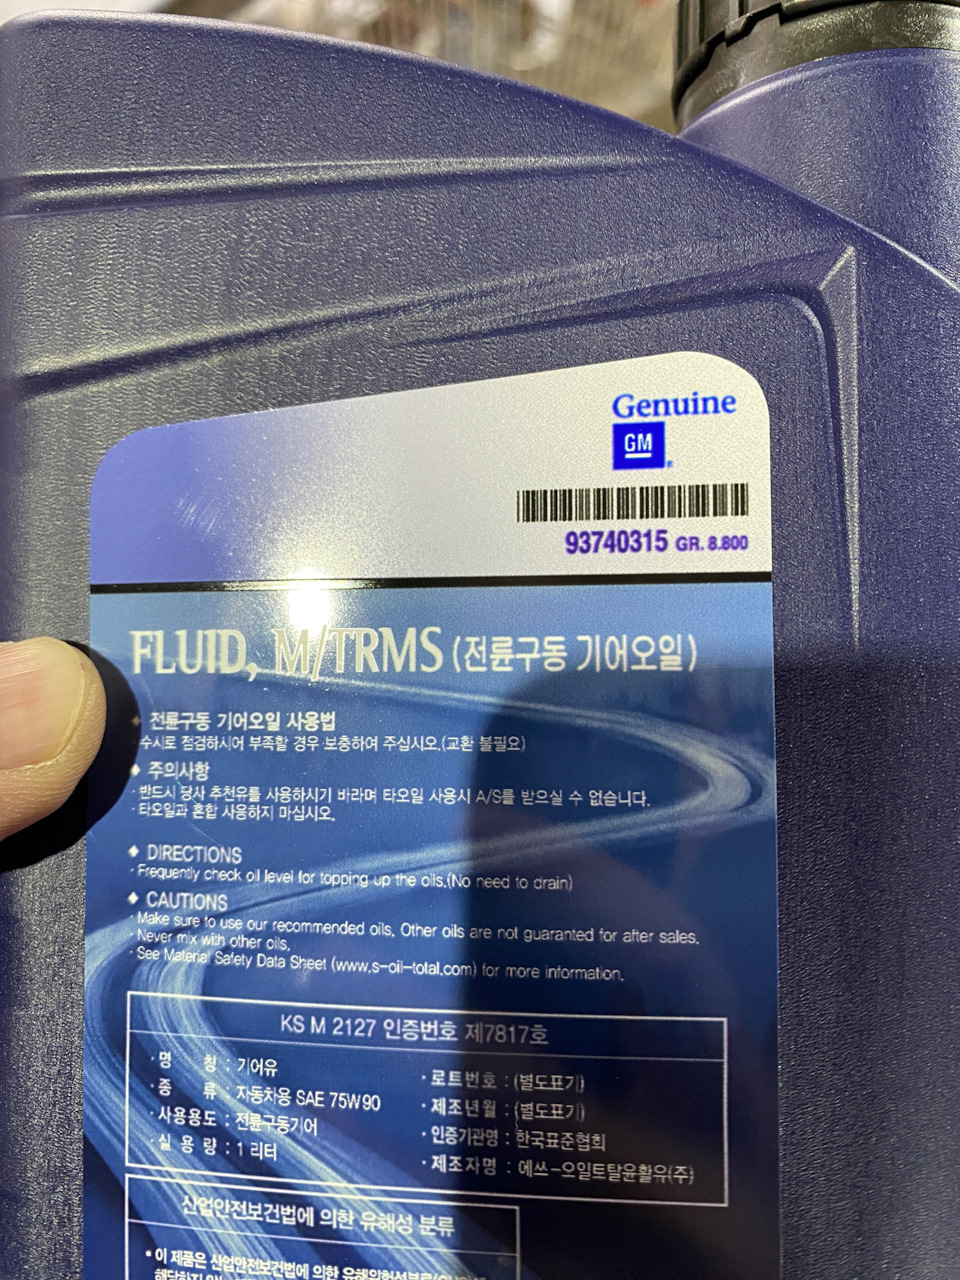 Genuine
GM
93740315 GR. 8.800
FLUID, M/TRMS (전륜구동 기어오일)
◆ 전륜구동 기어오일 사용법
· 수시로 점검하시어 부족할 경우 보충하여 주십시오.(교환 불필요)
◆ 주의사항
· 반드시 당사 추천유를 사용하시기 바라며 타오일 사용시 A/S를 받으실 수 없습니다.
· 타오일과 혼합 사용하지 마십시오.
◆ DIRECTIONS
· Frequently check oil level for topping up the oils.(No need to drain)
◆ CAUTIONS
· Make sure to use our recommended oils. Other oils are not guaranted for after sales.
· Never mix with other oils.
· See Material Safety Data Sheet (www.s-oil-total.com) for more information.
KS M 2127 인증번호 제7817호
· 명 칭 : 기어유
· 종 류 : 자동차용 SAE 75W90
· 사용용도 : 전륜구동기어
· 실 용 량 : 1 리터
· 로트번호 : (별도표기)
· 제조년월 : (별도표기)
· 인증기관명 : 한국표준협회
· 제조자명 : 에쓰-오일토탈윤활유(주)
산업안전보건법에 의한 유해성 분류
• 이 제품은 산업안전보건법에 의한